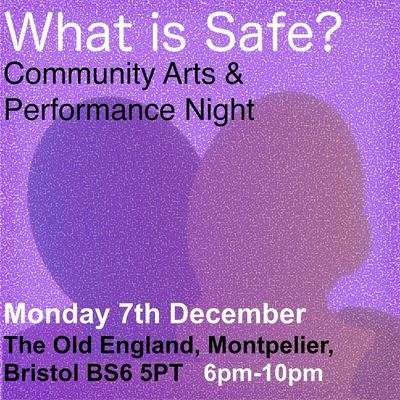 What is Safe?
Community Arts &
Performance Night
Monday 7th December
The Old England, Montpelier,
Bristol BS6 5PT 6pm-10pm